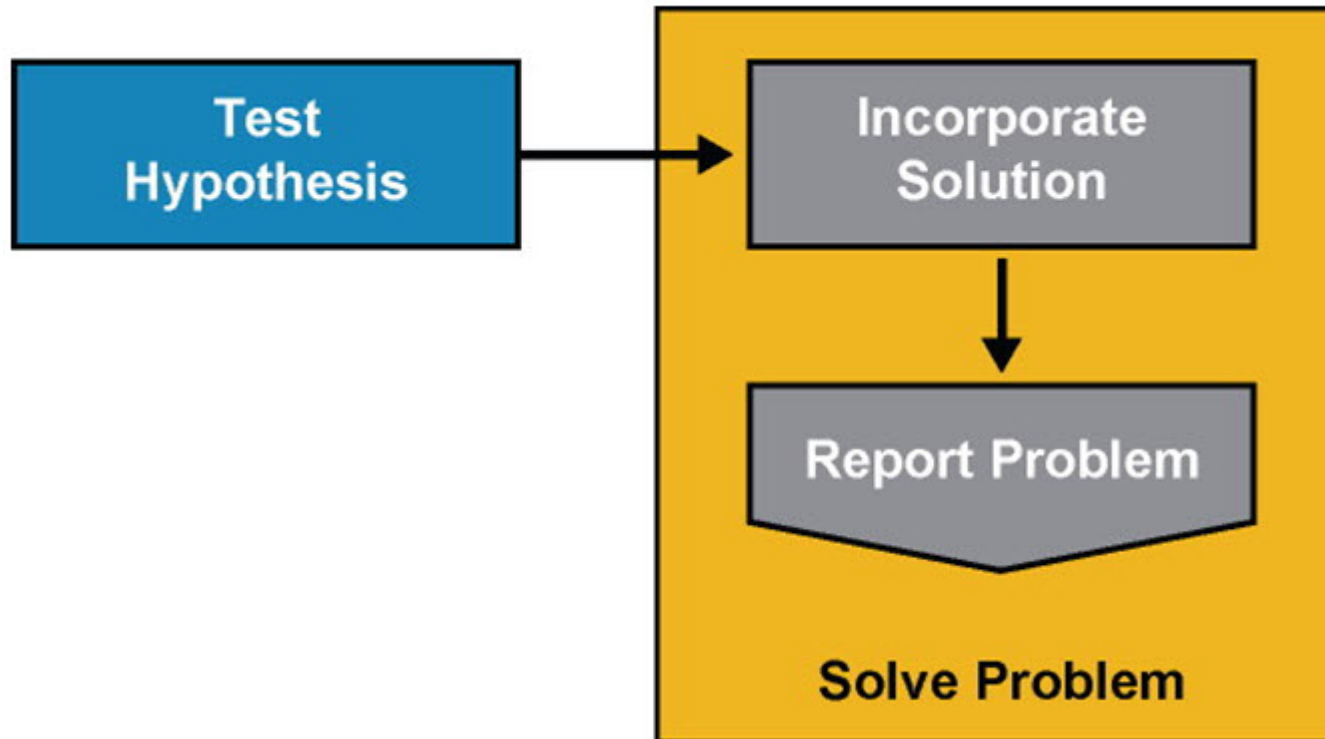 Test
Hypothesis
Incorporate
Solution
Report Problem
Solve Problem